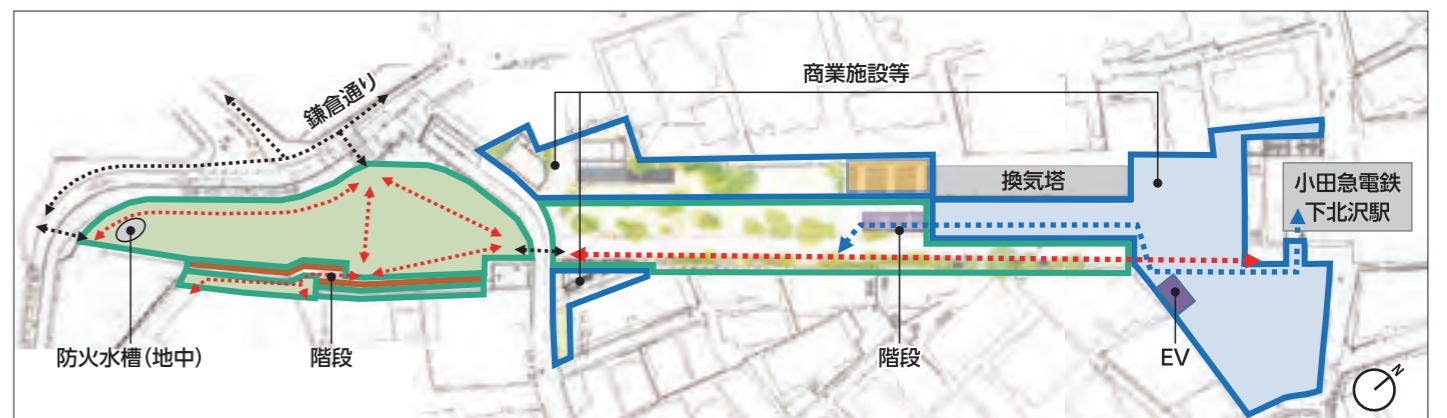 商業施設等
鎌倉通り
換気塔
小田急電鉄
下北沢駅
防火水槽(地中)
階段
階段
EV
N